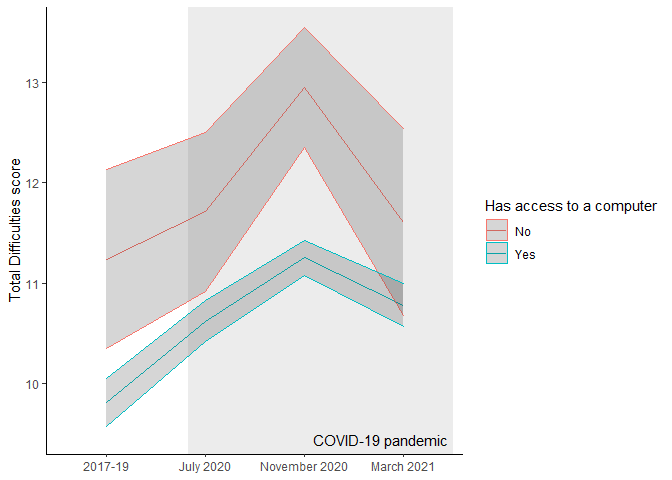 Total Difficulties score
13
12
11
10
COVID-19 pandemic
2017-19
July 2020
November 2020
March 2021
Has access to a computer
No
Yes